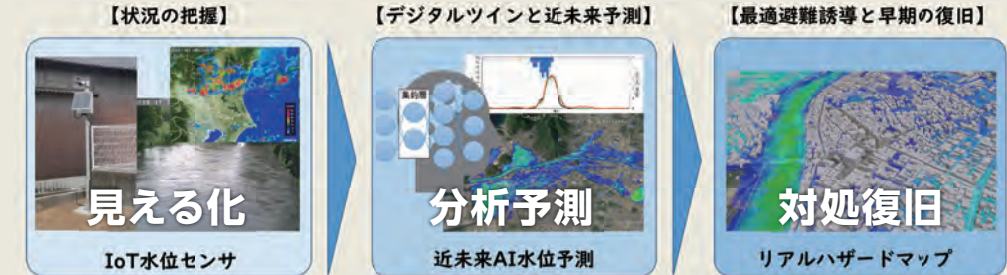 【状況の把握】
見える化
IoT水位センサ
【デジタルツインと近未来予測】
集約層
分析予測
近未来AI水位予測
【最適避難誘導と早期の復旧】
対処復旧
リアルハザードマップ